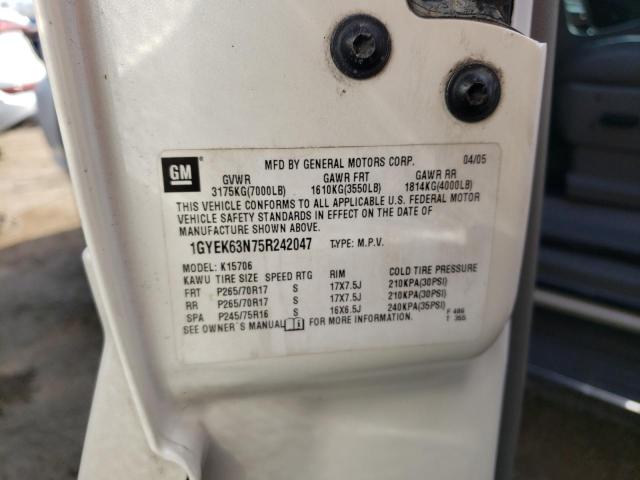 GM
MFD BY GENERAL MOTORS CORP. 04/05
GVWR GAWR FRT GAWR RR
3175KG(7000LB) 1610KG(3550LB) 1814KG(4000LB)
THIS VEHICLE CONFORMS TO ALL APPLICABLE U.S. FEDERAL MOTOR
VEHICLE SAFETY STANDARDS IN EFFECT ON THE DATE OF
MANUFACTURE SHOWN ABOVE.
1GYEK63N75R242047 TYPE: M.P.V.
MODEL: K15706
KAWU TIRE SIZE SPEED RTG RIM COLD TIRE PRESSURE
FRT P265/70R17 S 17X7.5J 210KPA(30PSI)
RR P265/70R17 S 17X7.5J 210KPA(30PSI)
SPA P245/75R16 S 16X6.5J 240KPA(35PSI)
SEE OWNER'S MANUAL FOR MORE INFORMATION.
F 486
T 355